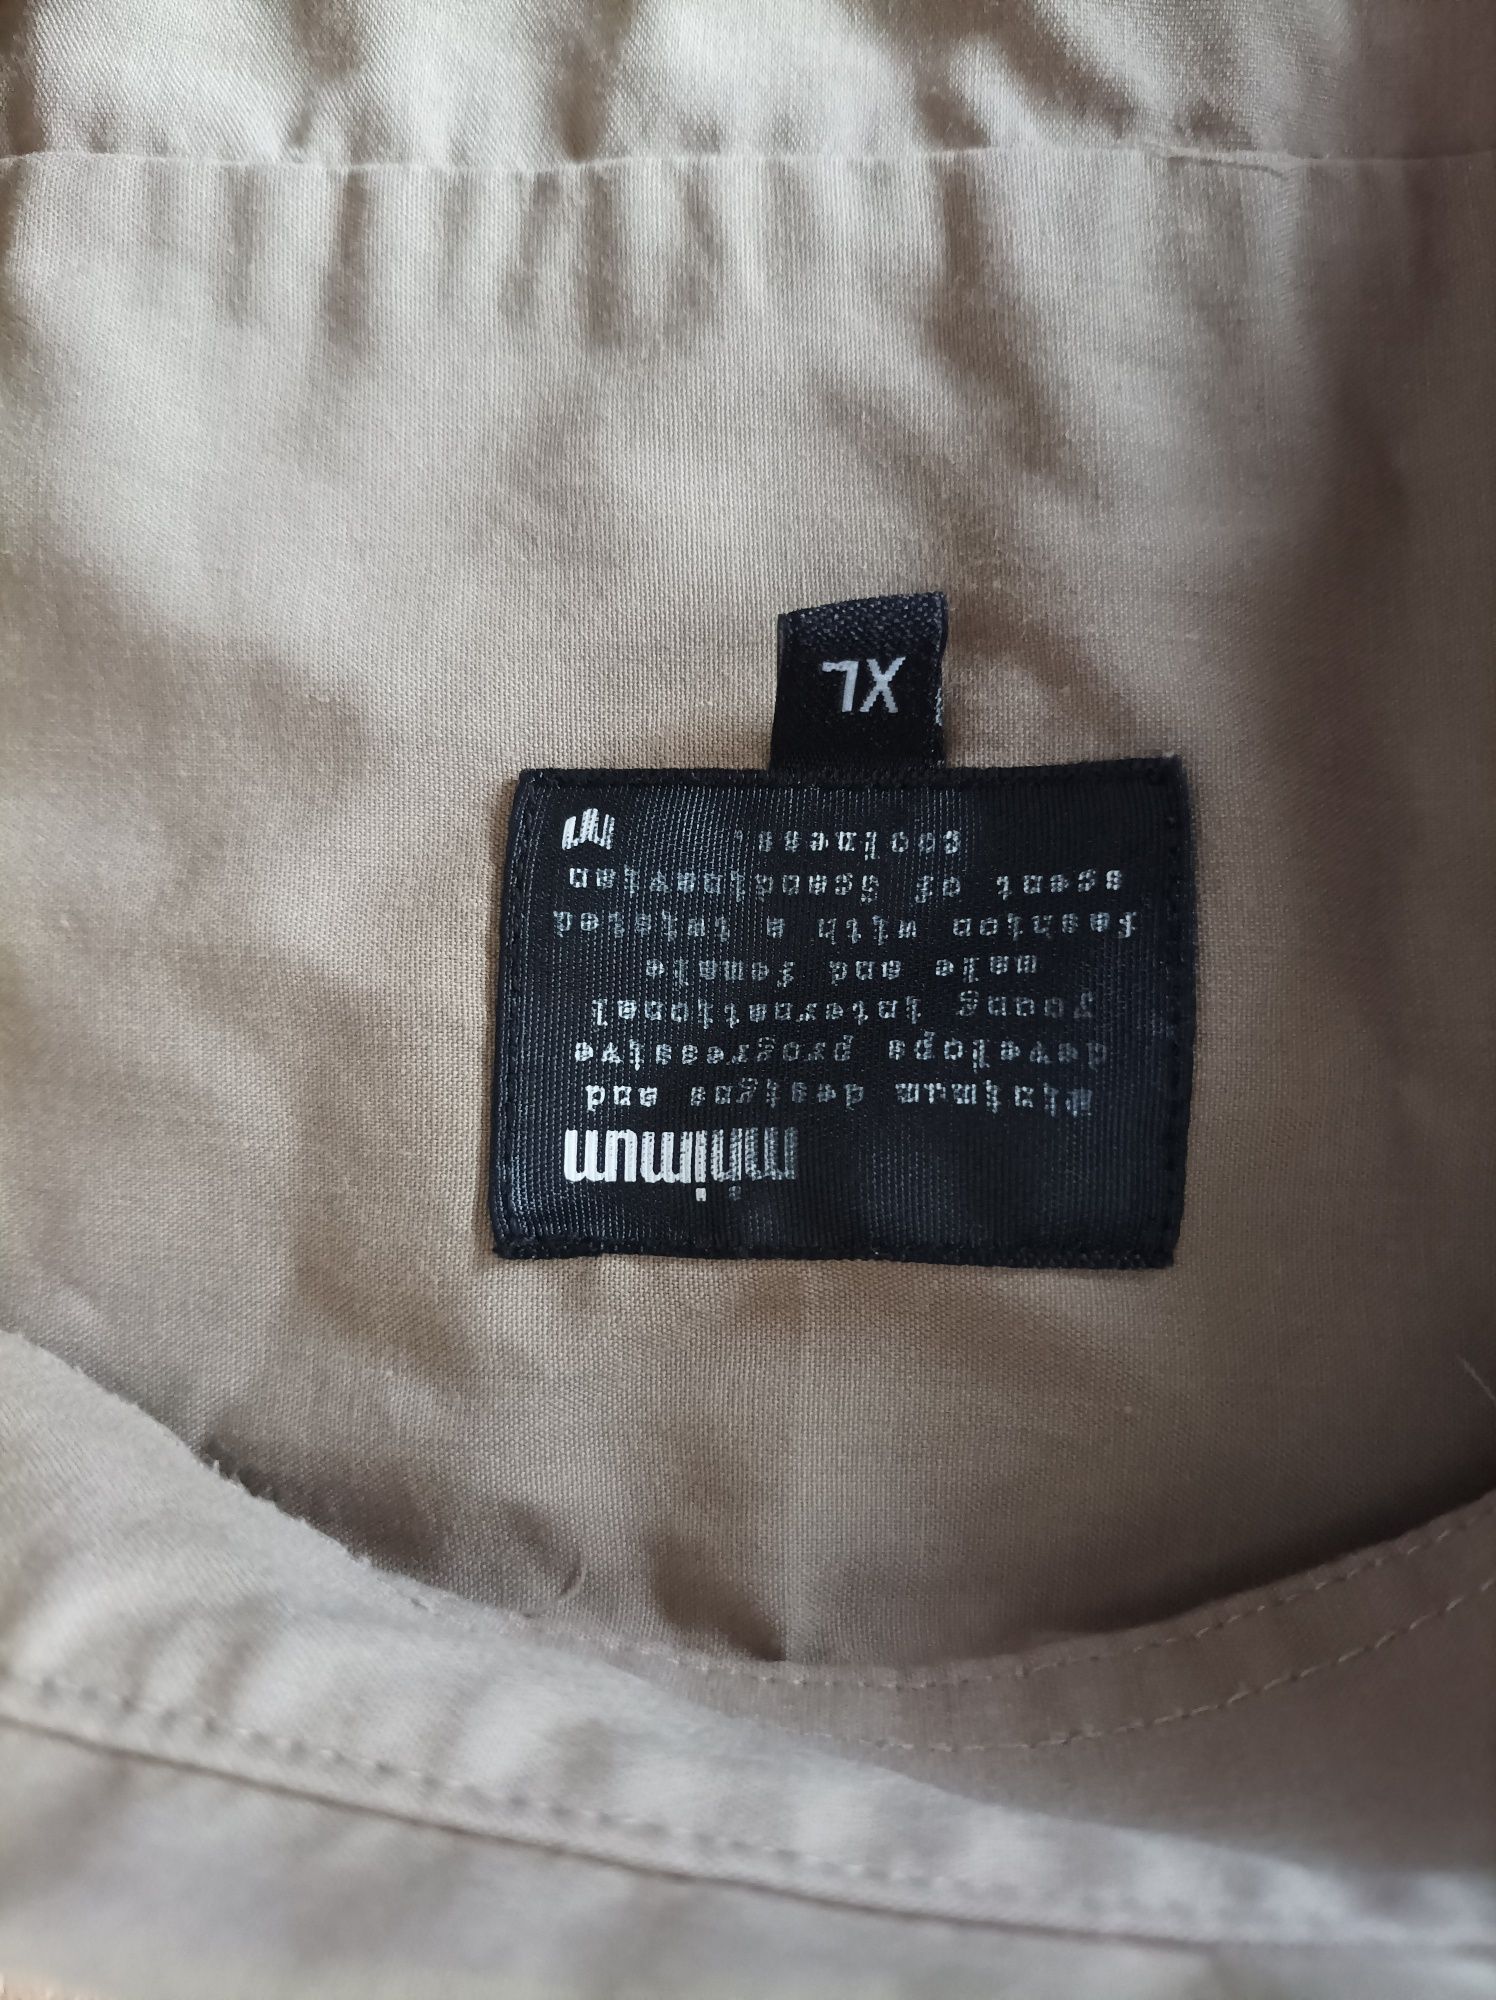 minimum
minimum designs and
develops progressive
young international
male and female
fashion with a twisted
scent of Scandinavian
coolness.
m
XL